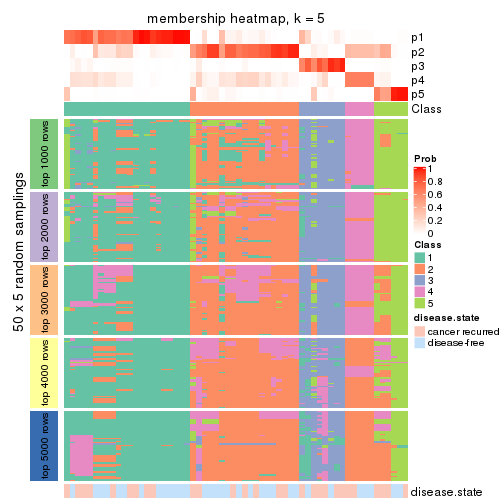 membership heatmap, k = 5
p1
p2
p3
p4
p5
Class
50 x 5 random samplings
top 1000 rows
top 2000 rows
top 3000 rows
top 4000 rows
top 5000 rows
disease.state
Prob
1
0.8
0.6
0.4
0.2
0
Class
1
2
3
4
5
disease.state
cancer recurred
disease-free